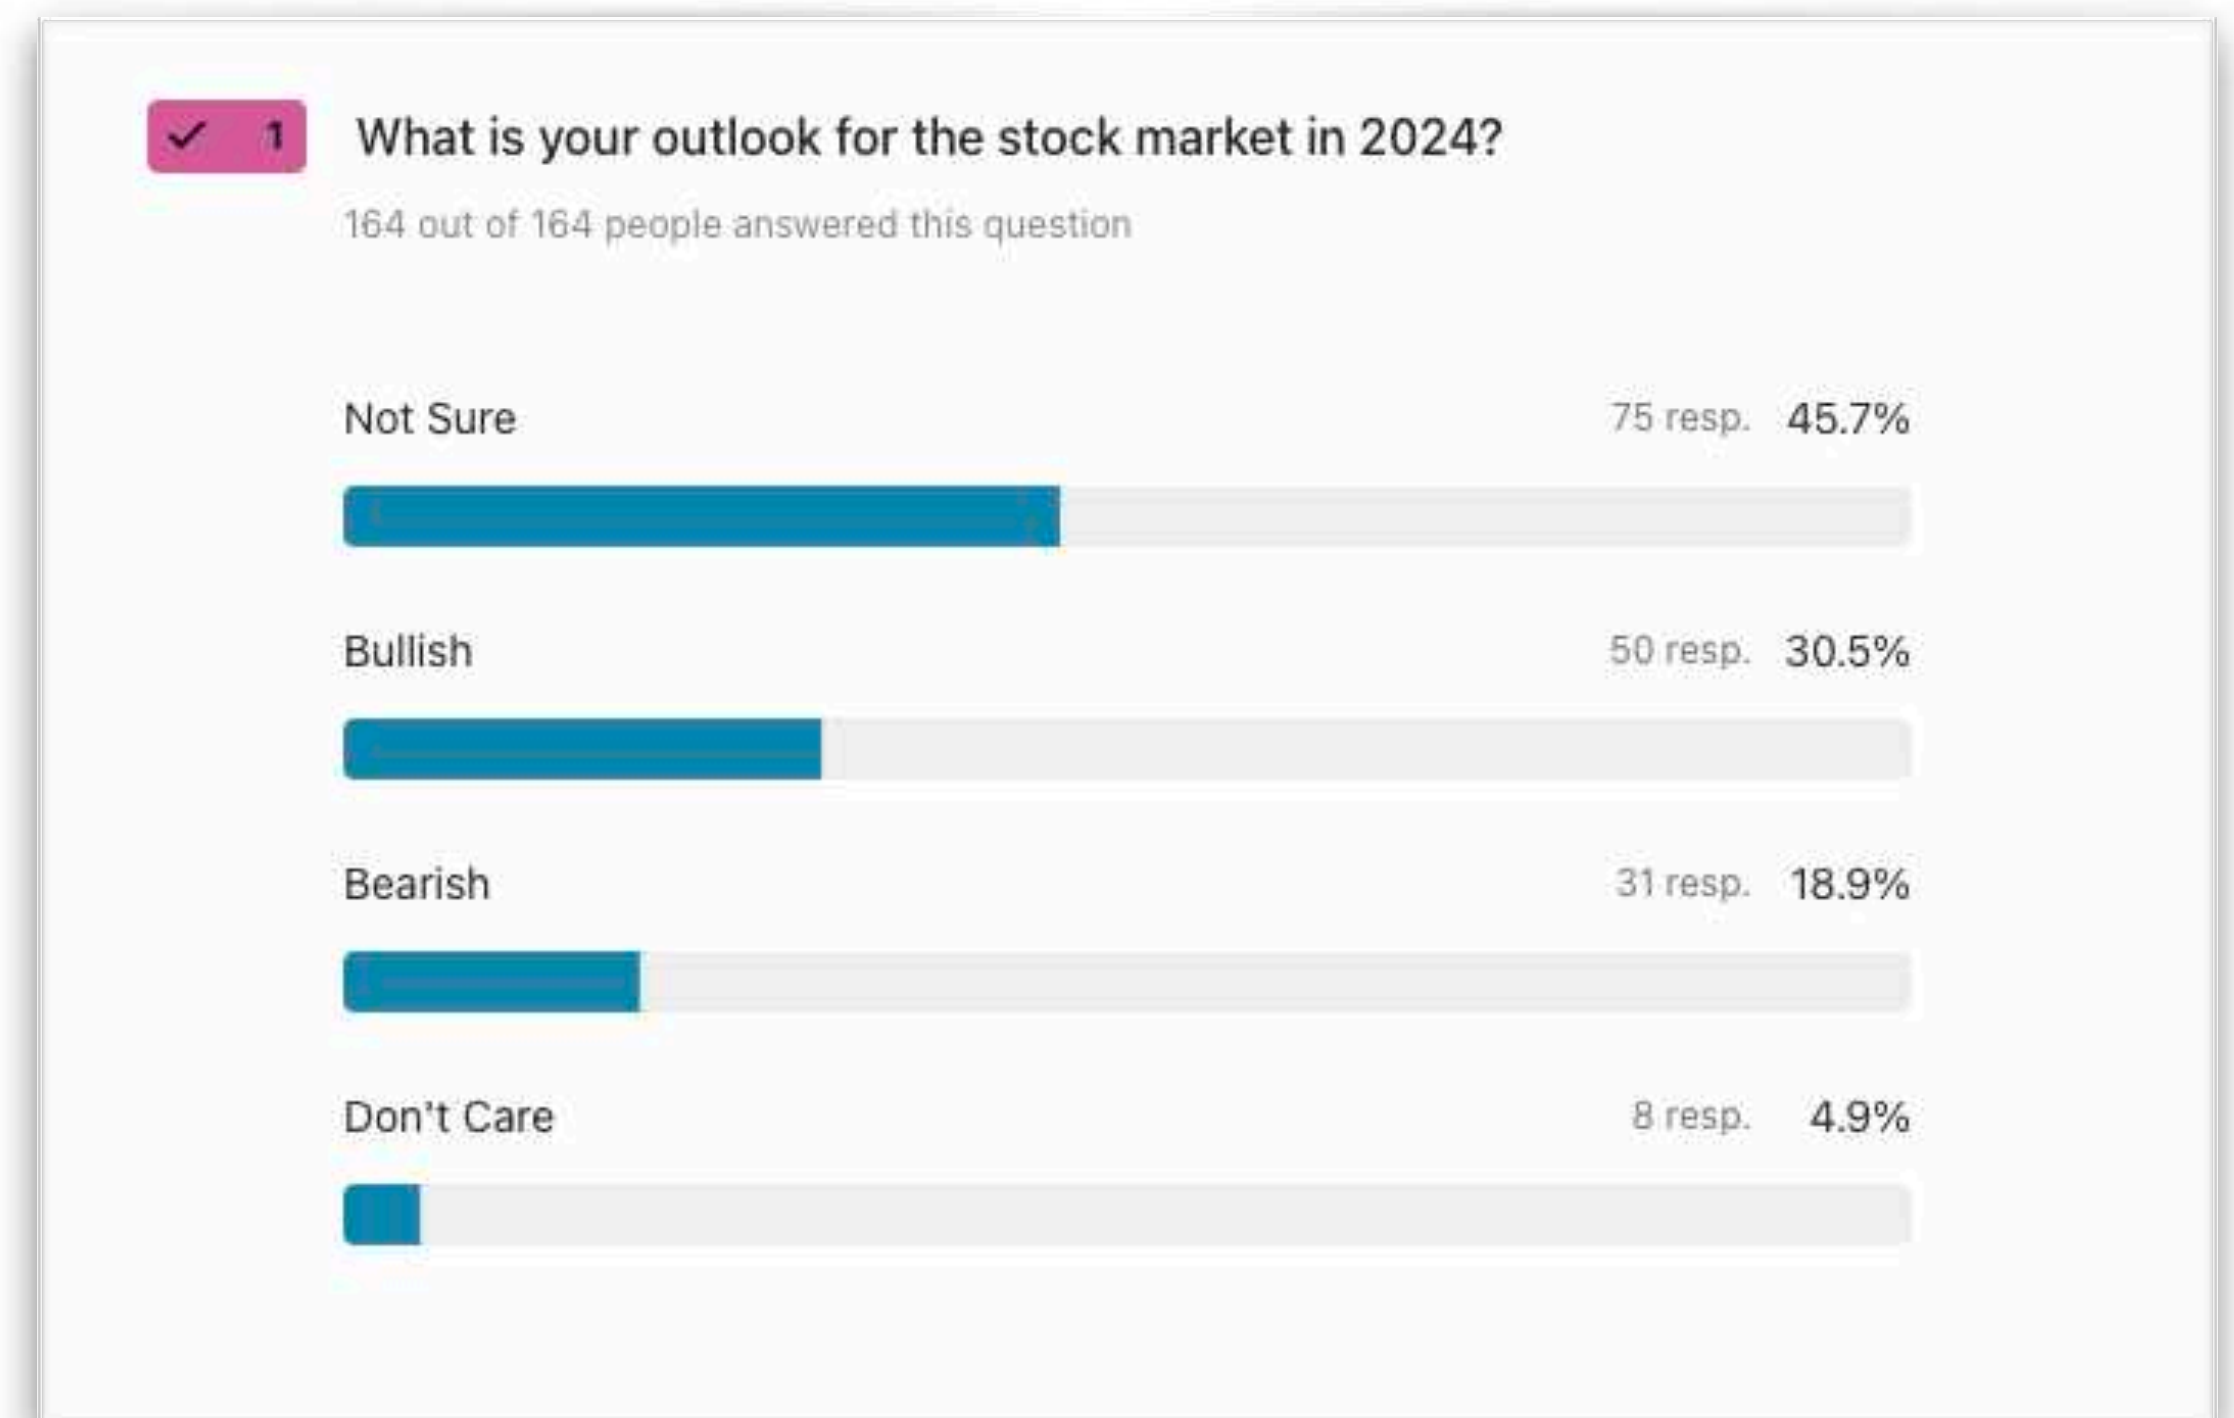 1 What is your outlook for the stock market in 2024?
164 out of 164 people answered this question
Not Sure 75 resp. 45.7%
Bullish 50 resp. 30.5%
Bearish 31 resp. 18.9%
Don't Care 8 resp. 4.9%